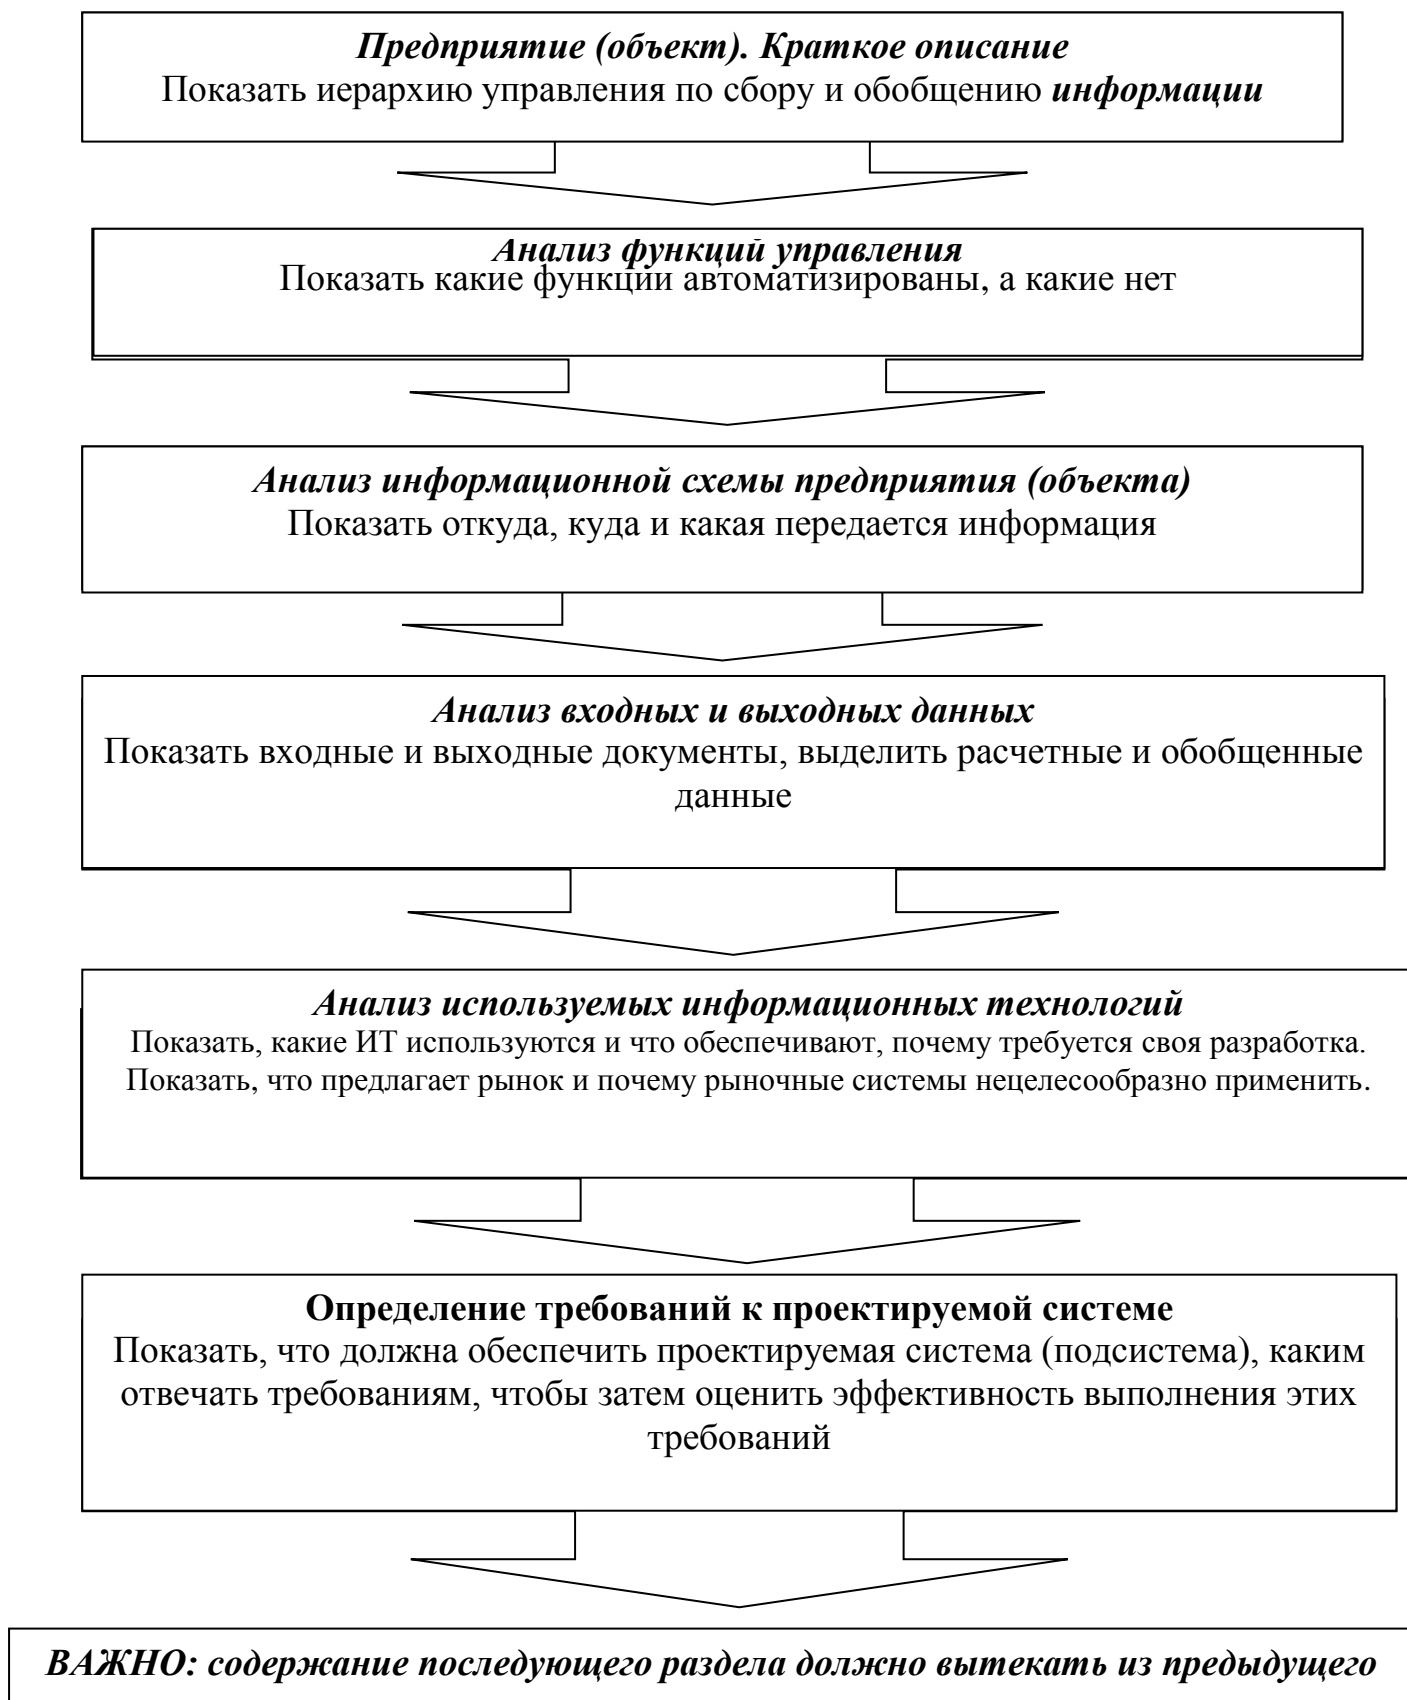 Предприятие (объект). Краткое описание
Показать иерархию управления по сбору и обобщению информации
Анализ функций управления
Показать какие функции автоматизированы, а какие нет
Анализ информационной схемы предприятия (объекта)
Показать откуда, куда и какая передается информация
Анализ входных и выходных данных
Показать входные и выходные документы, выделить расчетные и обобщенные
данные
Анализ используемых информационных технологий
Показать, какие ИТ используются и что обеспечивают, почему требуется своя разработка.
Показать, что предлагает рынок и почему рыночные системы нецелесообразно применить.
Определение требований к проектируемой системе
Показать, что должна обеспечить проектируемая система (подсистема), каким
отвечать требованиям, чтобы затем оценить эффективность выполнения этих
требований
ВАЖНО: содержание последующего раздела должно вытекать из предыдущего